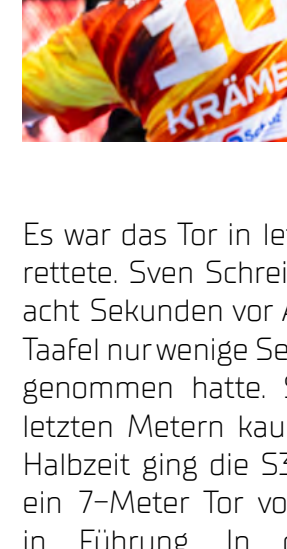 10
KRÄME
Es war das Tor in le
rettete. Sven Schrei
acht Sekunden vor
Taafel nur wenige Se
genommen hatte.
letzten Metern kau
Halbzeit ging die S
ein 7-Meter Tor vo
in Führung. In